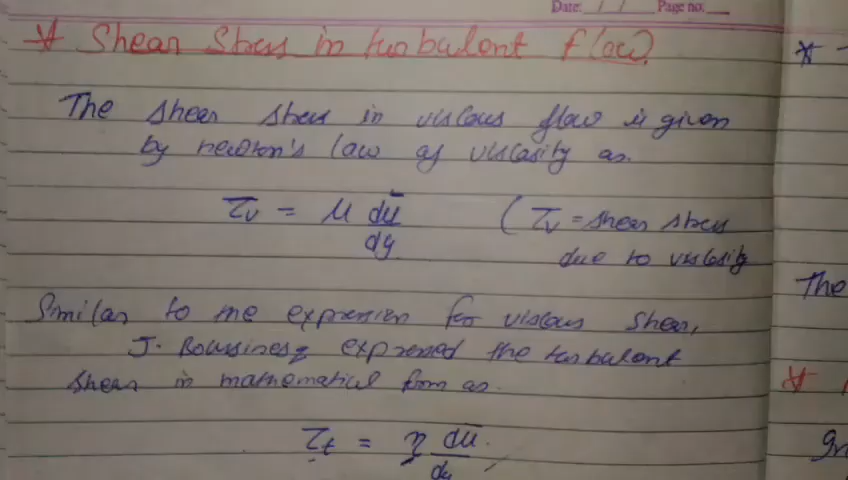 Date: / / Page no:
* Shear Stress in turbulent flow.
The shear stress in viscous flow is given
by newton's law of viscosity as.
τv = μ dū/dy (τv = shear stress
due to viscosity
Similar to the expression for viscous shear,
J. Boussinesq expressed the turbulent
shear in mathematical form as.
τt = η dū/dy
The